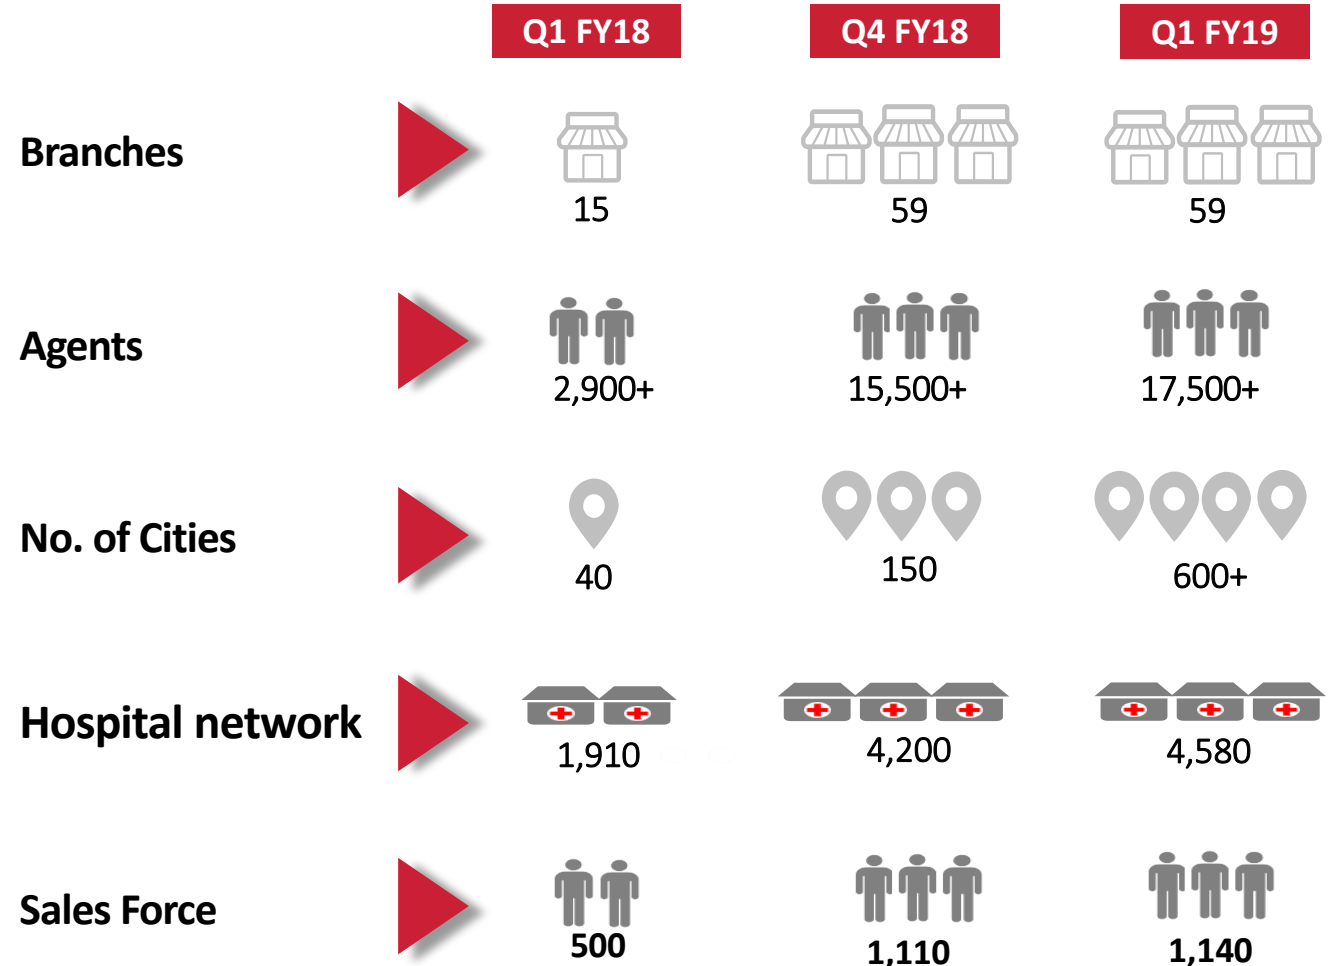 Q1 FY18 Q4 FY18 Q1 FY19
Branches
15 59 59
Agents
2,900+ 15,500+ 17,500+
No. of Cities
40 150 600+
Hospital network
1,910 4,200 4,580
Sales Force
500 1,110 1,140